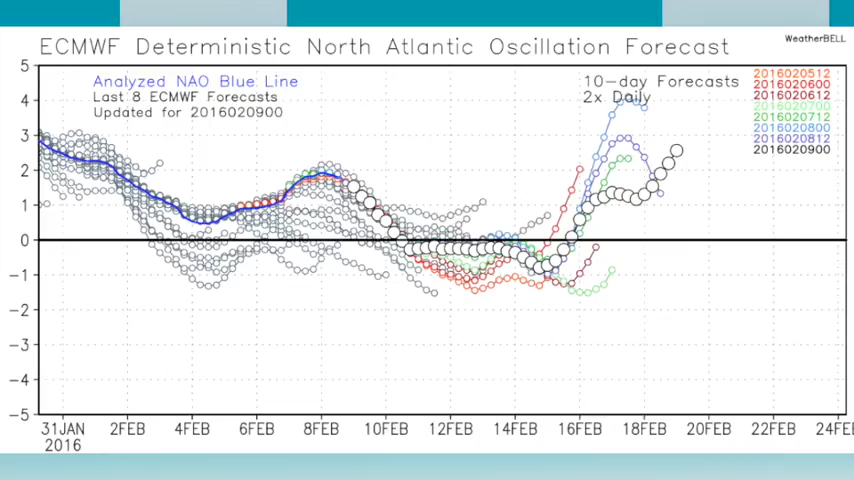 WeatherBELL
ECMWF Deterministic North Atlantic Oscillation Forecast
Analyzed NAO Blue Line
Last 8 ECMWF Forecasts
Updated for 2016020900
10-day Forecasts
2x Daily
2016020512
2016020600
2016020612
2016020700
2016020712
2016020800
2016020812
2016020900
5
4
3
2
1
0
-1
-2
-3
-4
-5
31JAN 2FEB 4FEB 6FEB 8FEB 10FEB 12FEB 14FEB 16FEB 18FEB 20FEB 22FEB 24FE
2016